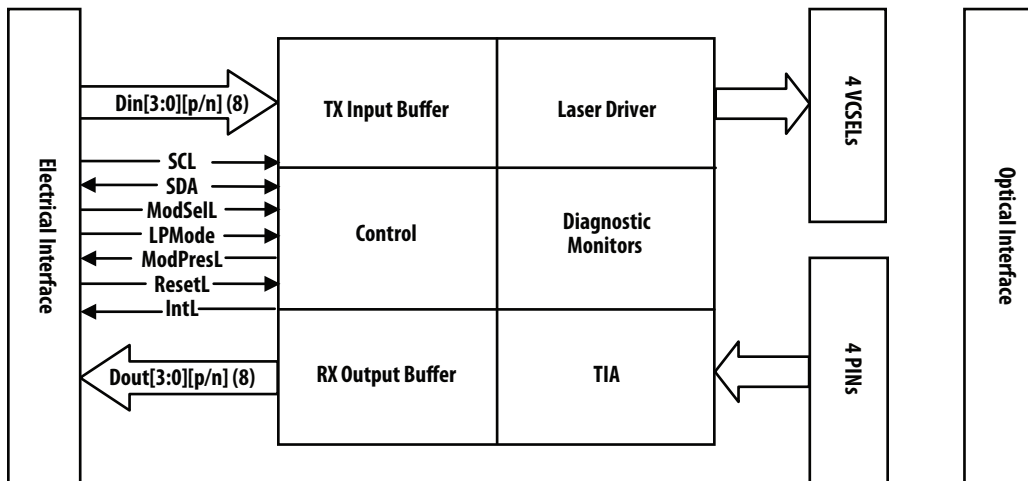 Electrical Interface
Din[3:0][p/n] (8)
SCL
SDA
ModSelL
LPMode
ModPresL
ResetL
IntL
Dout[3:0][p/n] (8)
TX Input Buffer
Laser Driver
Control
Diagnostic
Monitors
RX Output Buffer
TIA
4 VCSELs
4 PINs
Optical Interface